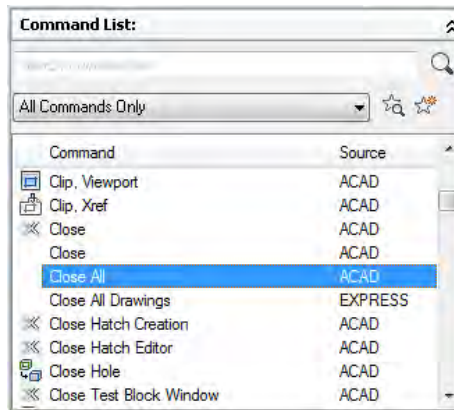 Command List:
All Commands Only
Command Source
Clip, Viewport ACAD
Clip, Xref ACAD
Close ACAD
Close ACAD
Close All ACAD
Close All Drawings EXPRESS
Close Hatch Creation ACAD
Close Hatch Editor ACAD
Close Hole ACAD
Close Test Block Window ACAD